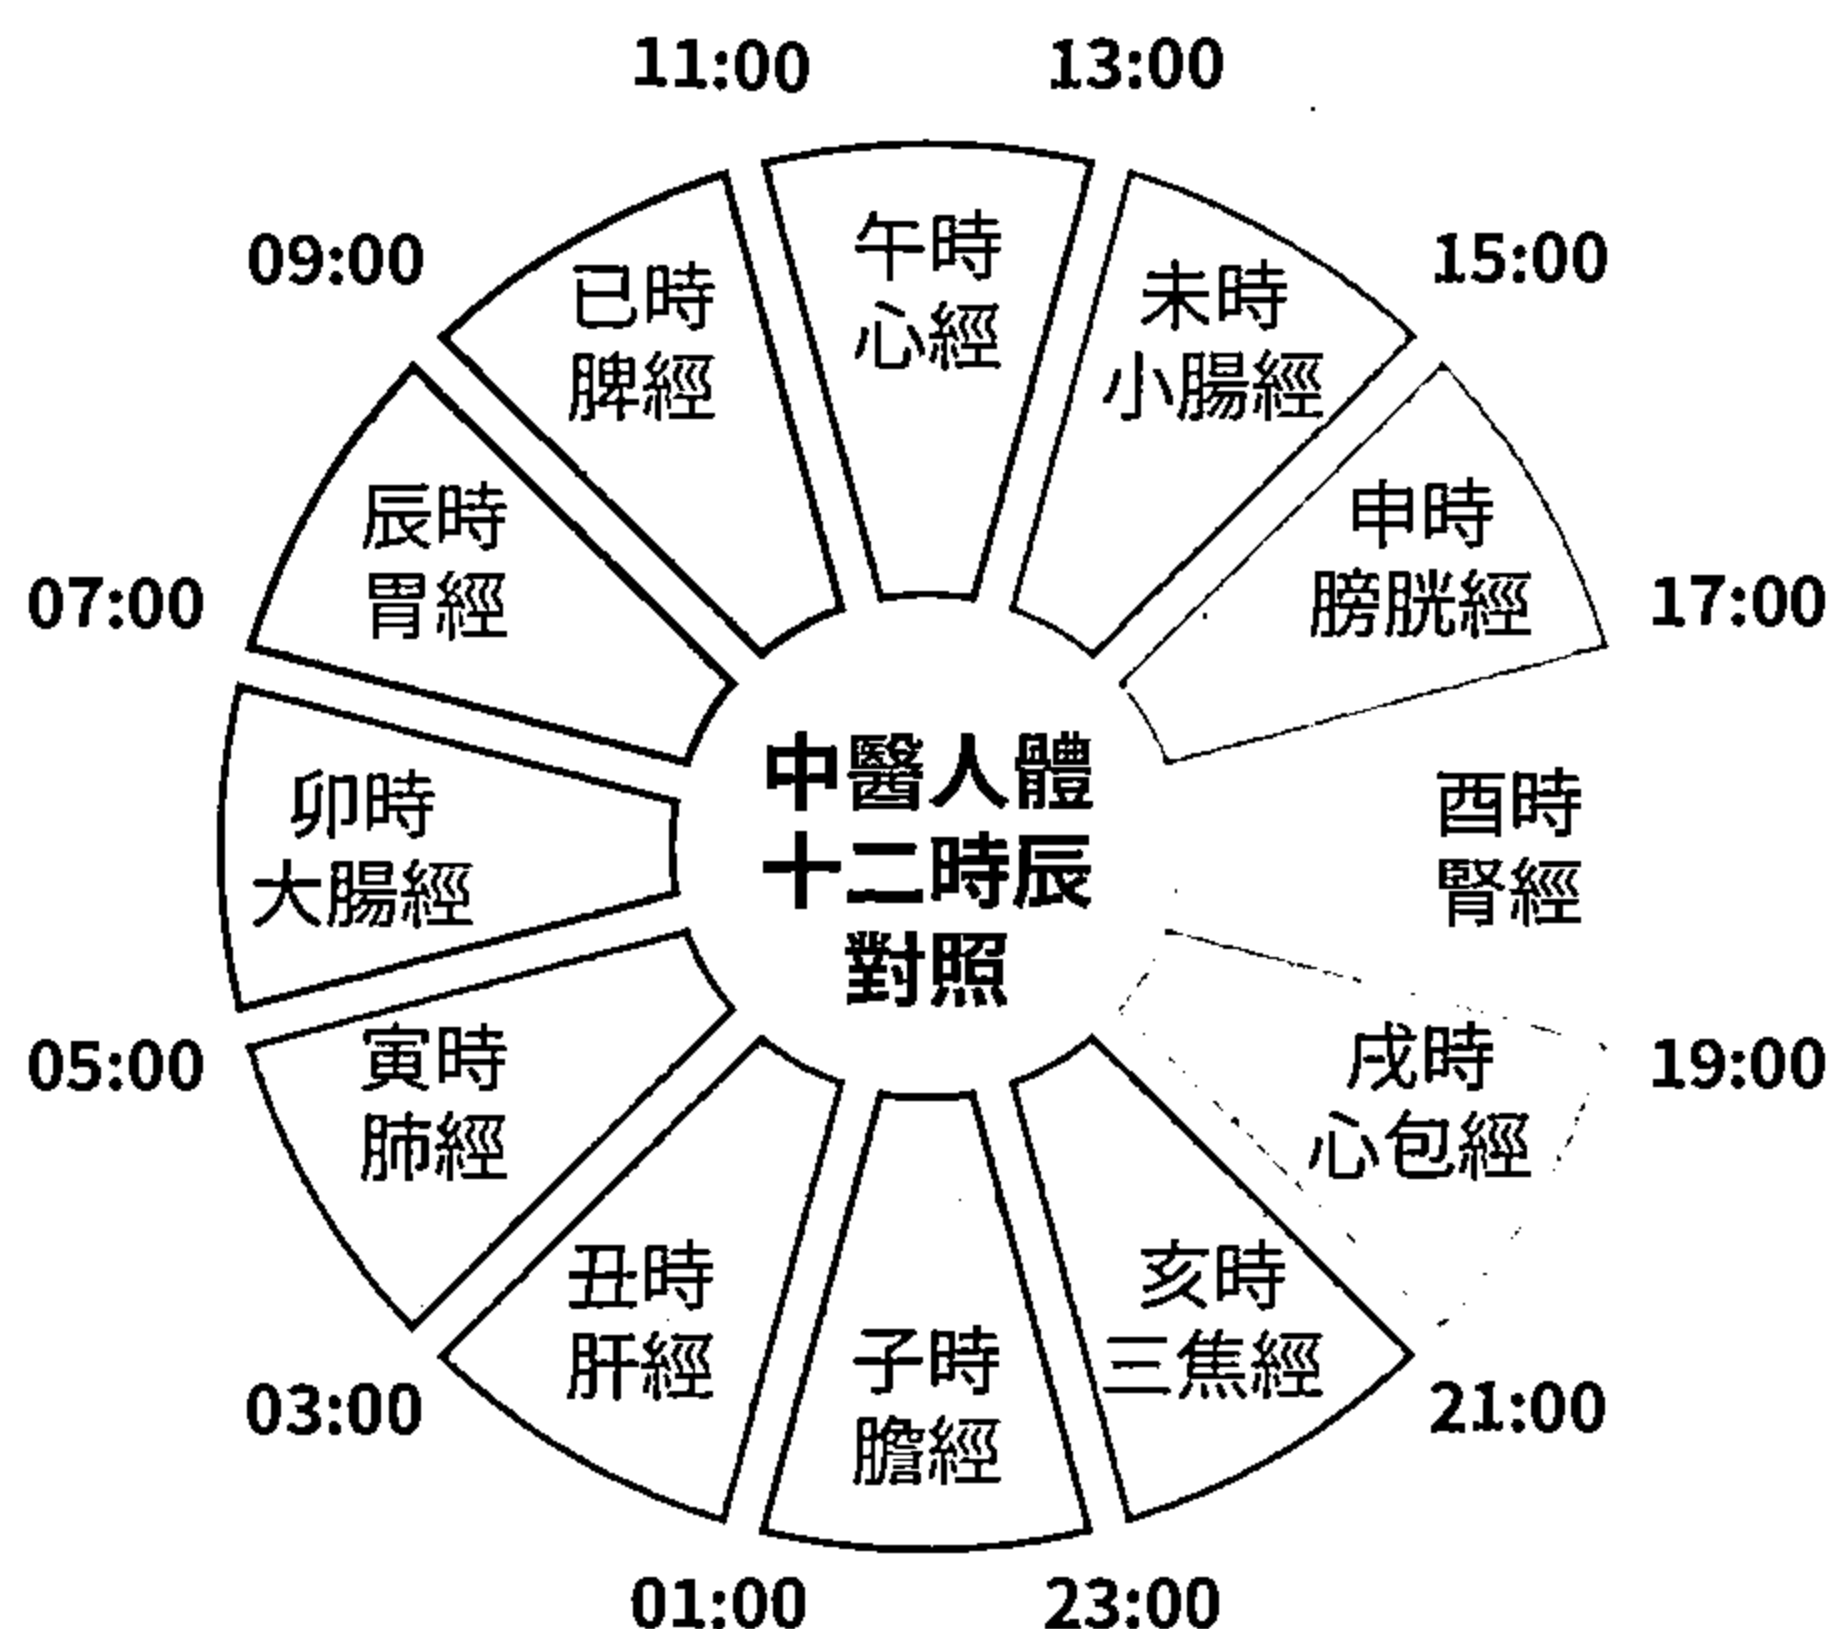 11:00
13:00
09:00
15:00
07:00
17:00
05:00
19:00
03:00
21:00
01:00
23:00
午時
心經
未時
小腸經
申時
膀胱經
酉時
腎經
戌時
心包經
亥時
三焦經
子時
膽經
丑時
肝經
寅時
肺經
卯時
大腸經
辰時
胃經
已時
脾經
中醫人體
十二時辰
對照